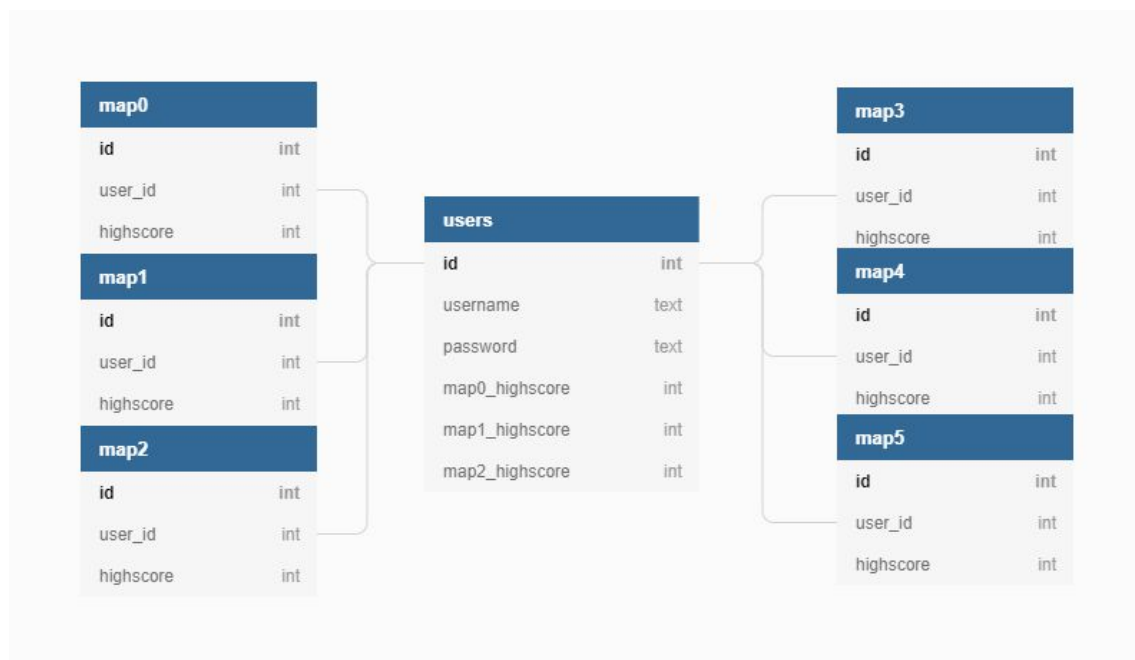 map0
id int
user_id int
highscore int
map1
id int
user_id int
highscore int
map2
id int
user_id int
highscore int
users
id int
username text
password text
map0_highscore int
map1_highscore int
map2_highscore int
map3
id int
user_id int
highscore int
map4
id int
user_id int
highscore int
map5
id int
user_id int
highscore int